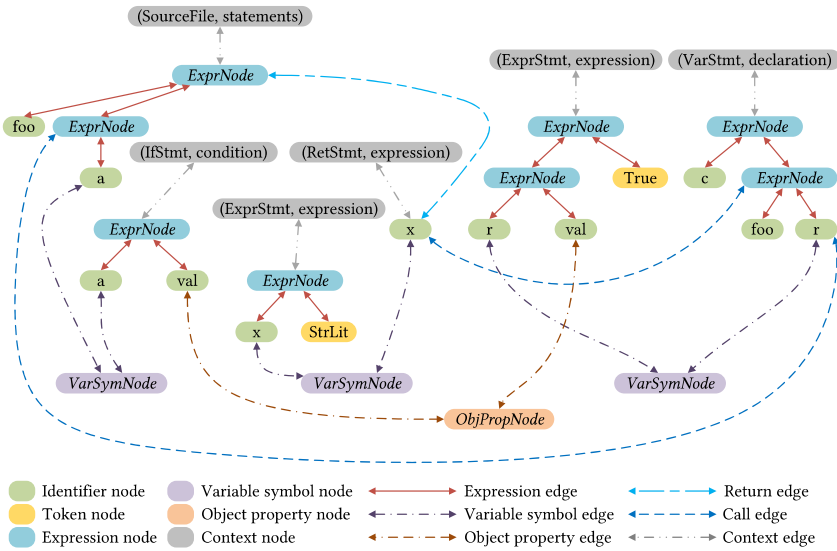 (SourceFile, statements)
ExprNode
(ExprStmt, expression)
(VarStmt, declaration)
foo
ExprNode
ExprNode
ExprNode
(IfStmt, condition)
(RetStmt, expression)
a
ExprNode
True
c
ExprNode
(ExprStmt, expression)
ExprNode
x
r
val
foo
r
a
val
ExprNode
x
StrLit
VarSymNode
VarSymNode
VarSymNode
ObjPropNode
Identifier node
Variable symbol node
Expression edge
Return edge
Token node
Object property node
Variable symbol edge
Call edge
Expression node
Context node
Object property edge
Context edge